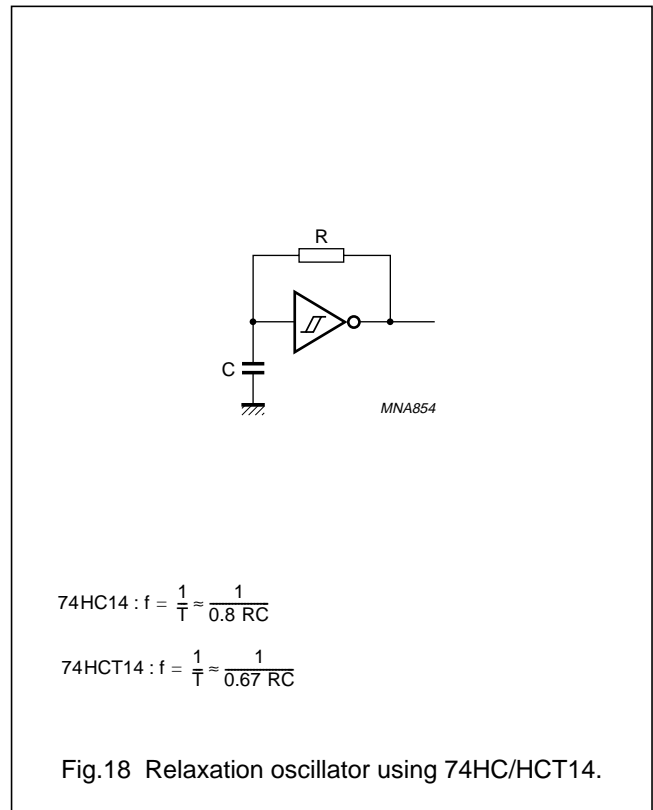 R
C
MNA854
74HC14 : f = 1/T ≈ 1/0.8 RC
74HCT14 : f = 1/T ≈ 1/0.67 RC
Fig.18 Relaxation oscillator using 74HC/HCT14.